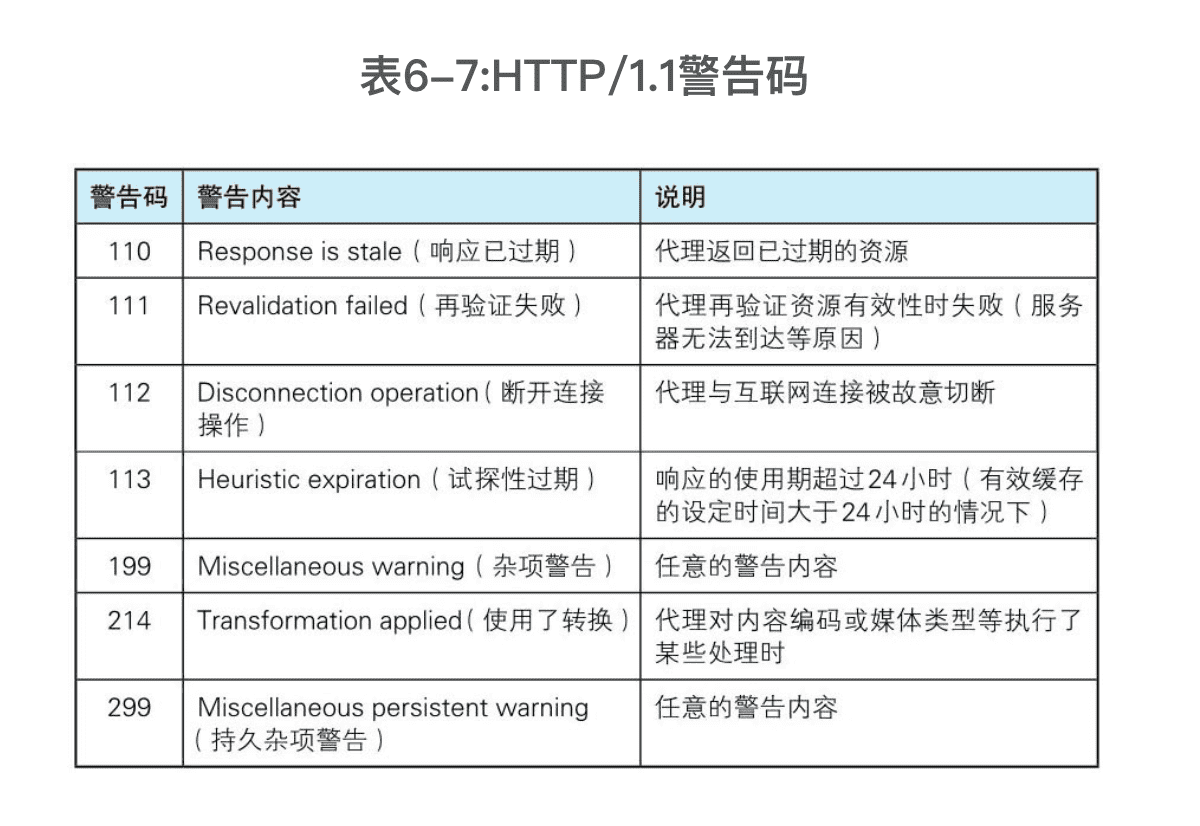 表6-7:HTTP/1.1警告码
警告码 警告内容 说明
110 Response is stale（响应已过期） 代理返回已过期的资源
111 Revalidation failed（再验证失败） 代理再验证资源有效性时失败（服务
器无法到达等原因）
112 Disconnection operation（断开连接 代理与互联网连接被故意切断
操作）
113 Heuristic expiration（试探性过期） 响应的使用期超过24小时（有效缓存
的设定时间大于24小时的情况下）
199 Miscellaneous warning（杂项警告） 任意的警告内容
214 Transformation applied（使用了转换） 代理对内容编码或媒体类型等执行了
某些处理时
299 Miscellaneous persistent warning 任意的警告内容
（持久杂项警告）